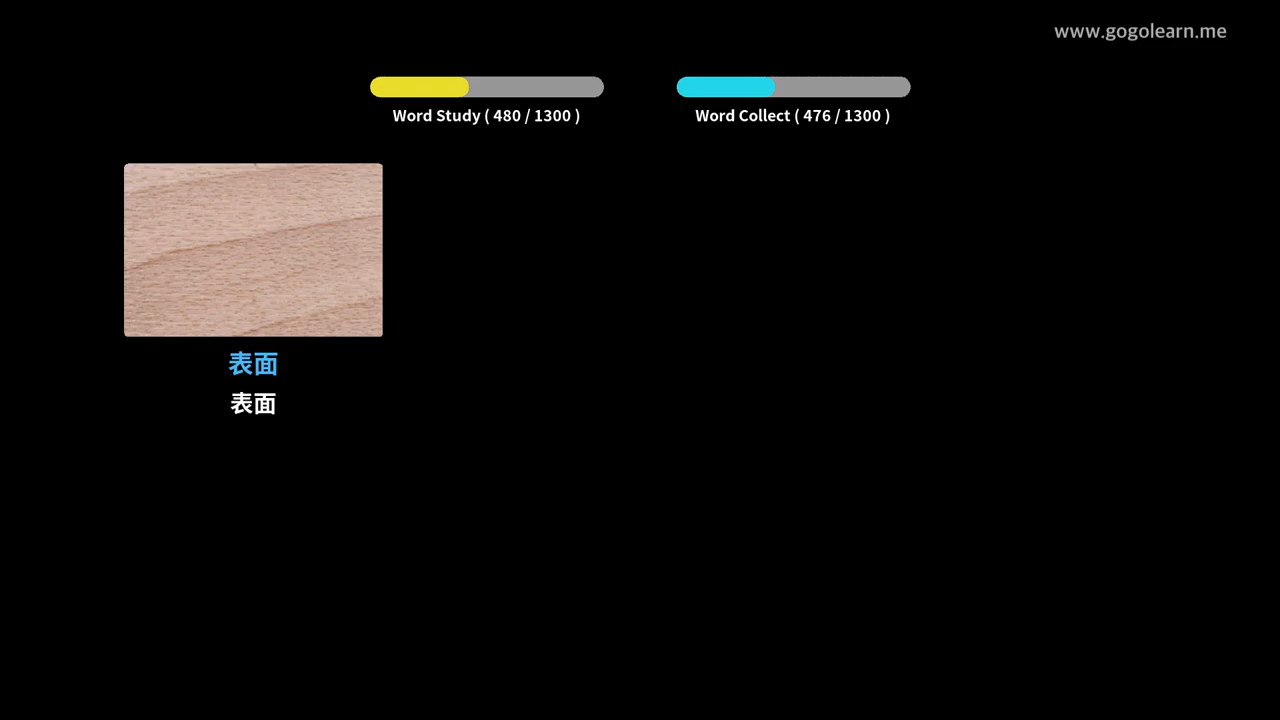 www.gogolearn.me
Word Study ( 480 / 1300 )
Word Collect ( 476 / 1300 )
表面
表面